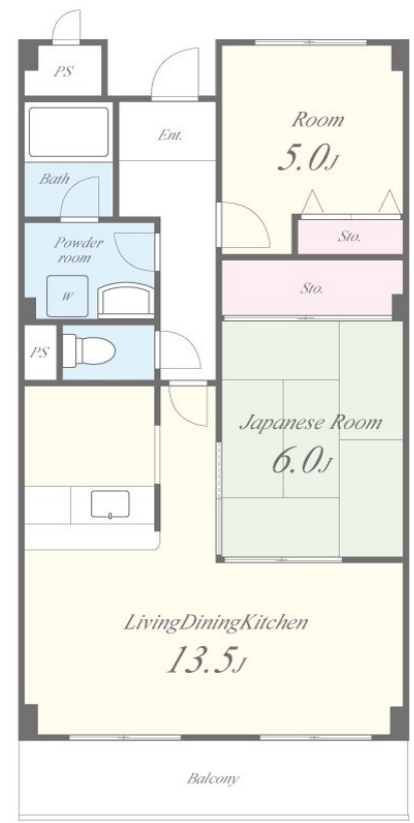 PS
Ent.
Room
5.0J
Bath
Sto.
Powder
room
W
Sto.
PS
Japanese Room
6.0J
LivingDiningKitchen
13.5J
Balcony